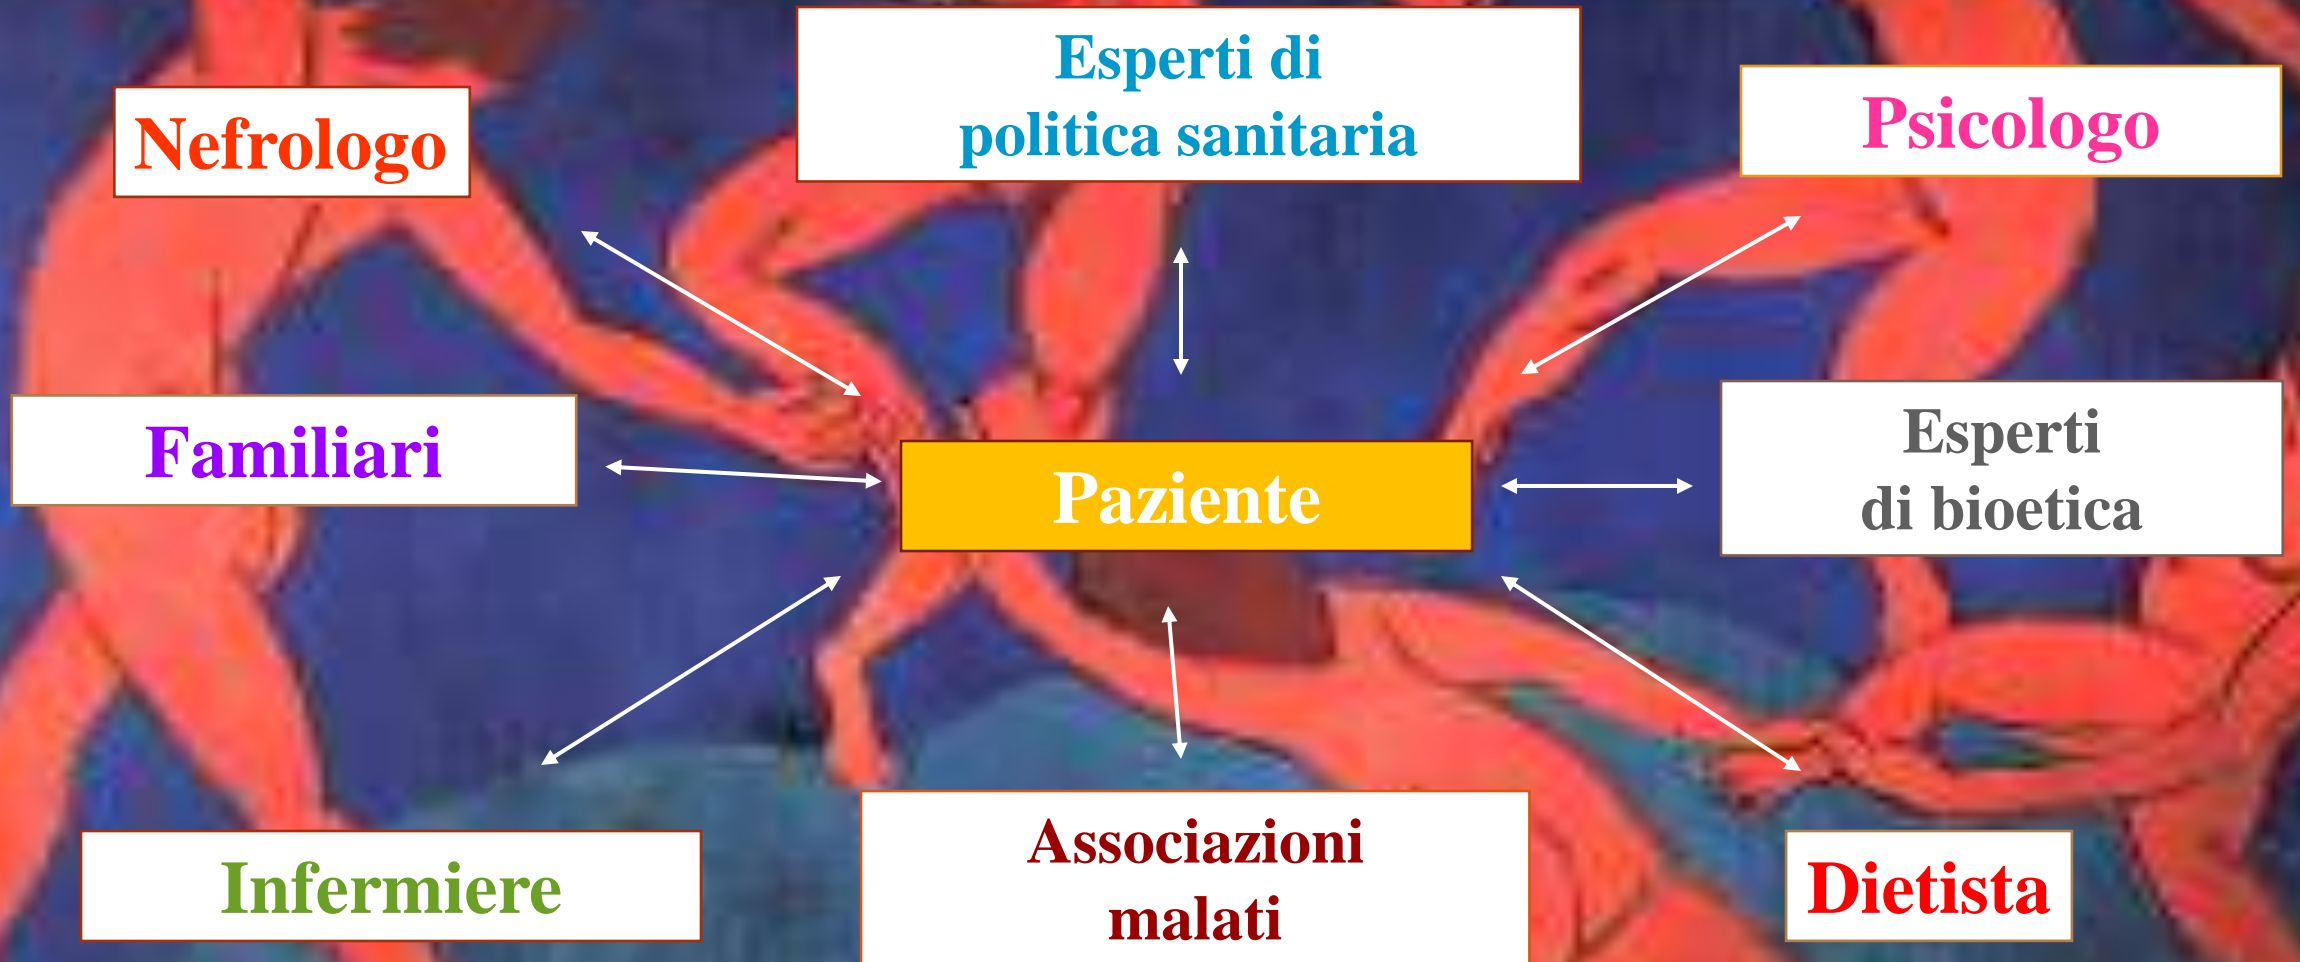 Esperti di
politica sanitaria
Nefrologo
Psicologo
Familiari
Paziente
Esperti
di bioetica
Infermiere
Associazioni
malati
Dietista